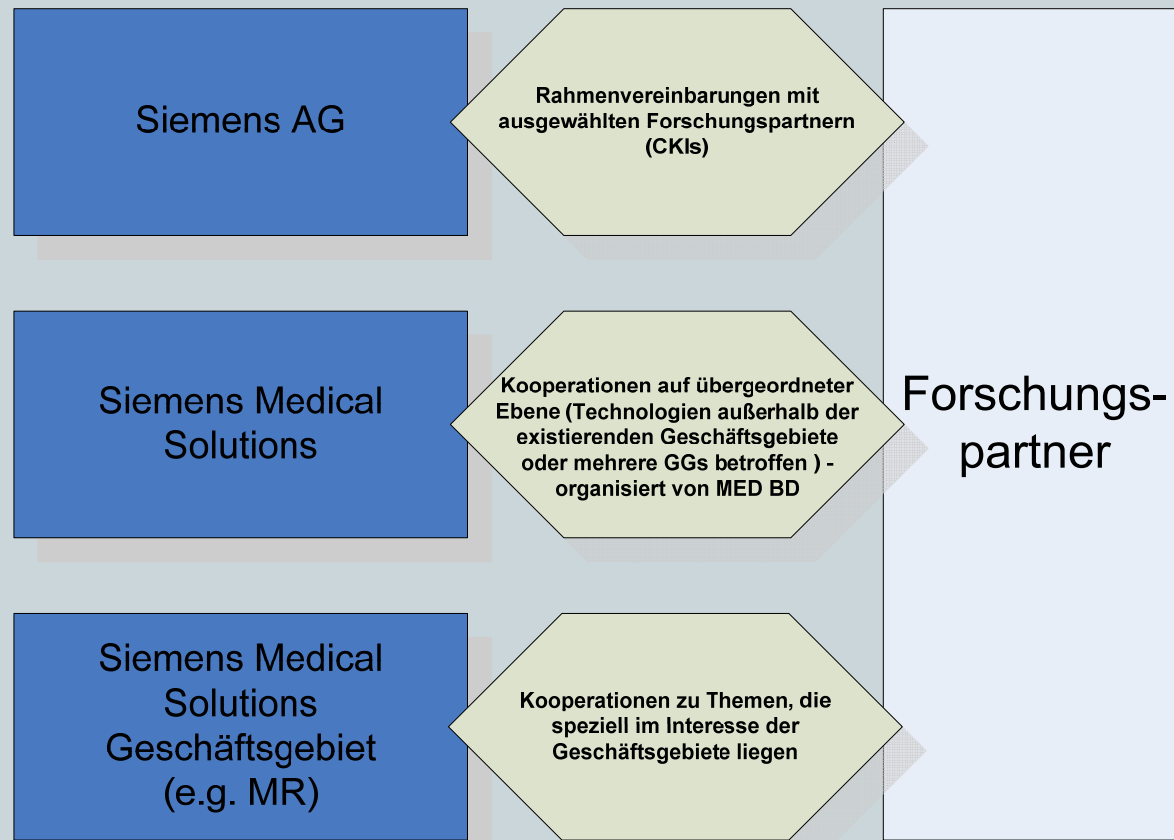 Siemens AG
Rahmenvereinbarungen mit
ausgewählten Forschungspartnern
(CKIs)
Siemens Medical
Solutions
Kooperationen auf übergeordneter
Ebene (Technologien außerhalb der
existierenden Geschäftsgebiete
oder mehrere GGs betroffen ) -
organisiert von MED BD
Forschungs-
partner
Siemens Medical
Solutions
Geschäftsgebiet
(e.g. MR)
Kooperationen zu Themen, die
speziell im Interesse der
Geschäftsgebiete liegen